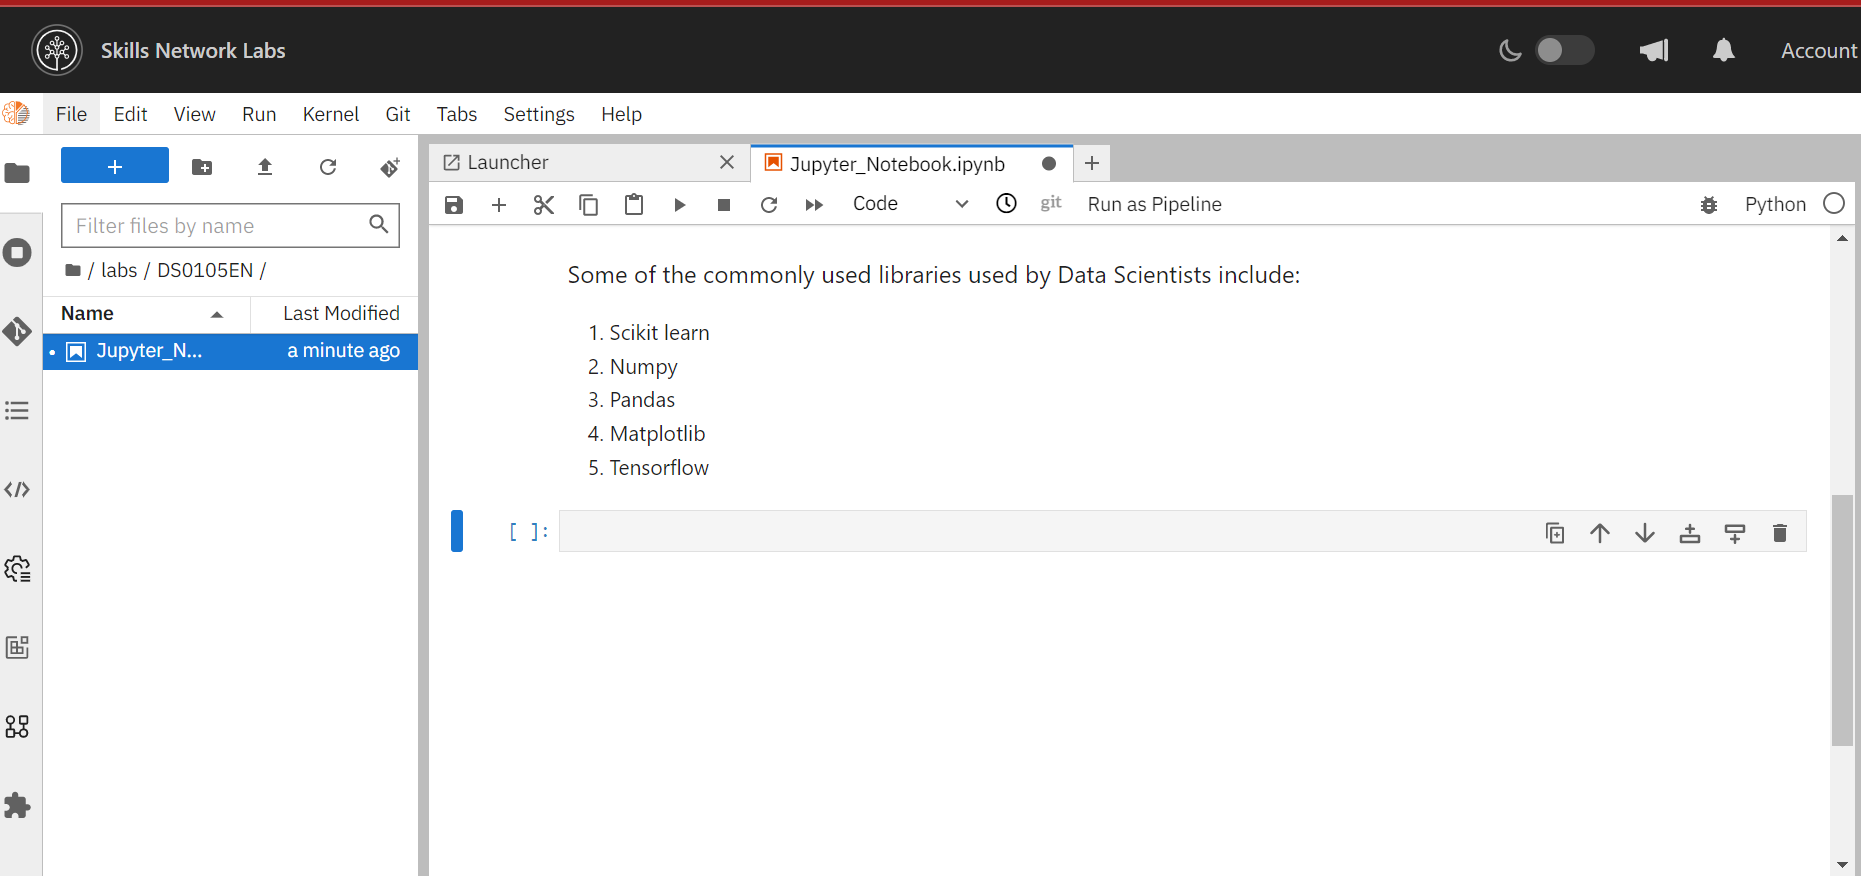 Skills Network Labs
Account
File Edit View Run Kernel Git Tabs Settings Help
Launcher
Jupyter_Notebook.ipynb
Code
git
Run as Pipeline
Python
Filter files by name
/ labs / DS0105EN /
Name
Last Modified
Jupyter_N...
a minute ago
Some of the commonly used libraries used by Data Scientists include:
1. Scikit learn
2. Numpy
3. Pandas
4. Matplotlib
5. Tensorflow
[ ]: